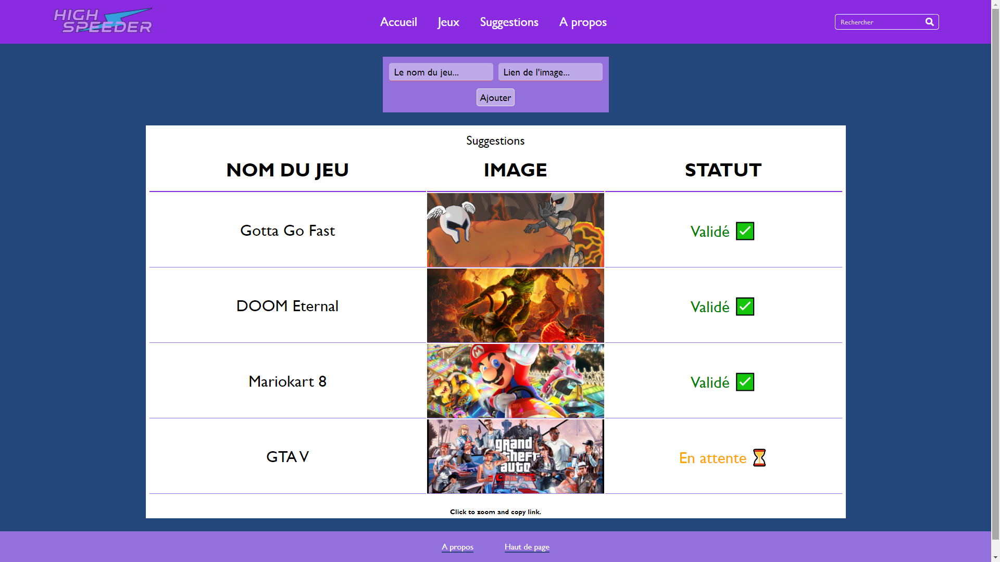 HIGH
SPEEDER
Accueil
Jeux
Suggestions
A propos
Rechercher
Le nom du jeu...
Lien de l'image...
Ajouter
Suggestions
NOM DU JEU
IMAGE
STATUT
Gotta Go Fast
Validé
DOOM Eternal
Validé
Mariokart 8
M
Validé
GTA V
grand
theft
auto
ONLINE
En attente
Click to zoom and copy link.
A propos
Haut de page